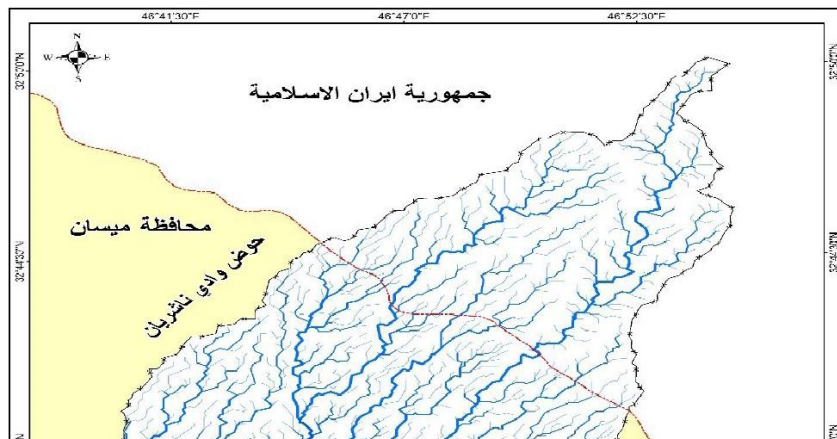 46°41'30"E 46°47'0"E 46°52'30"E
N
W E
S
جمهورية ايران الاسلامية
محافظة ميسان
حوض وادي ناشريان